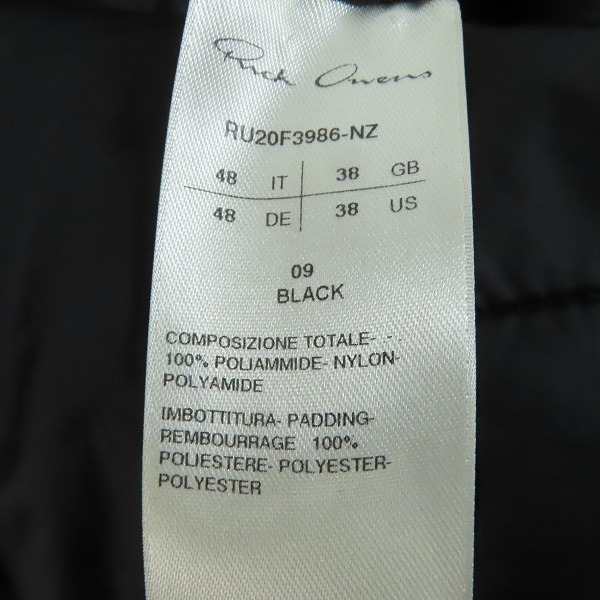 Rick Owens
RU20F3986-NZ
48 IT 38 GB
48 DE 38 US
09
BLACK
COMPOSIZIONE TOTALE- - -
100% POLIAMMIDE- NYLON-
POLYAMIDE
IMBOTTITURA- PADDING-
REMBOURRAGE 100%
POLIESTERE- POLYESTER-
POLYESTER